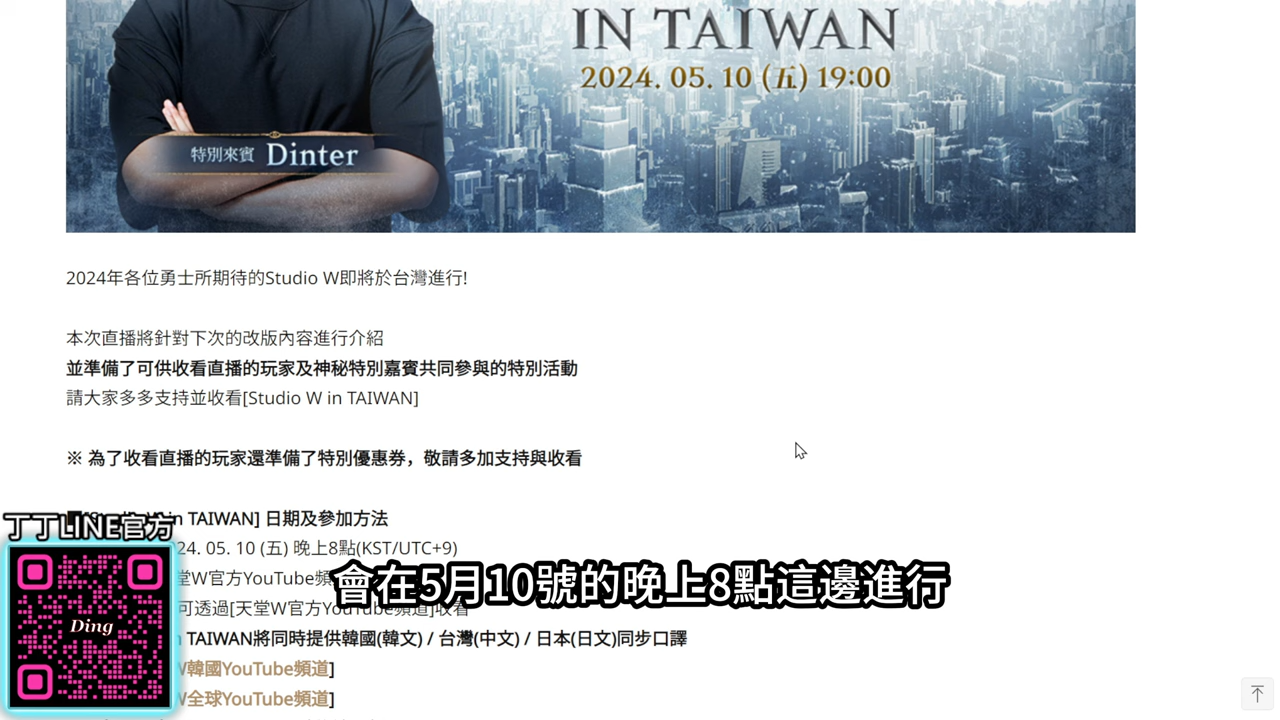 IN TAIWAN
2024. 05. 10 (五) 19:00
特別來賓 Dinter
2024年各位勇士所期待的Studio W即將於台灣進行!
本次直播將針對下次的改版內容進行介紹
並準備了可供收看直播的玩家及神秘特別嘉賓共同參與的特別活動
請大家多多支持並收看[Studio W in TAIWAN]
※ 為了收看直播的玩家還準備了特別優惠券，敬請多加支持與收看
in TAIWAN] 日期及參加方法
24. 05. 10 (五) 晚上8點(KST/UTC+9)
堂W官方YouTube頻
可透過[天堂W官方YouTube頻道]收看
TAIWAN將同時提供韓國(韓文) / 台灣(中文) / 日本(日文)同步口譯
W韓國YouTube頻道]
W全球YouTube頻道]
丁丁LINE官方
Ding
會在5月10號的晚上8點這邊進行